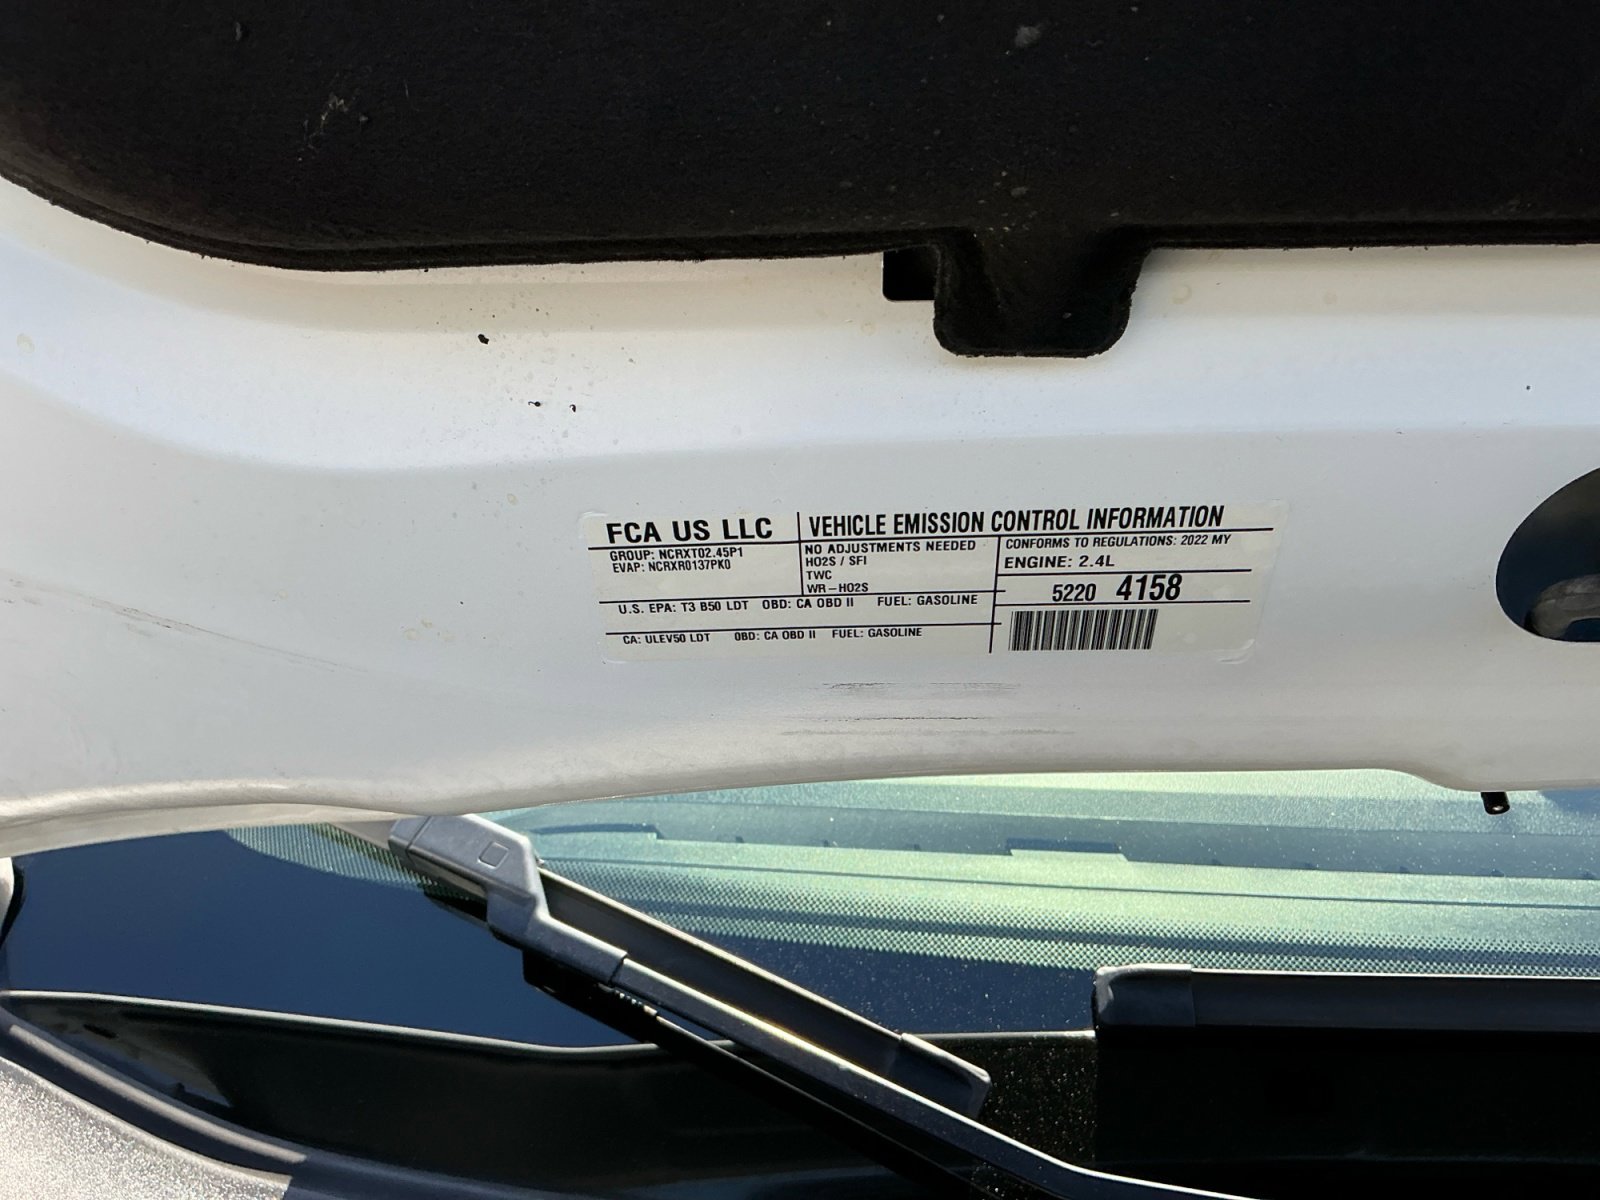 FCA US LLC
VEHICLE EMISSION CONTROL INFORMATION
GROUP: NCRXT02.45P1
EVAP: NCRXR0137PK0
NO ADJUSTMENTS NEEDED
HO2S / SFI
TWC
WR-HO2S
CONFORMS TO REGULATIONS: 2022 MY
ENGINE: 2.4L
5220 4158
U.S. EPA: T3 B50 LDT OBD: CA OBD II FUEL: GASOLINE
CA: ULEV50 LDT OBD: CA OBD II FUEL: GASOLINE